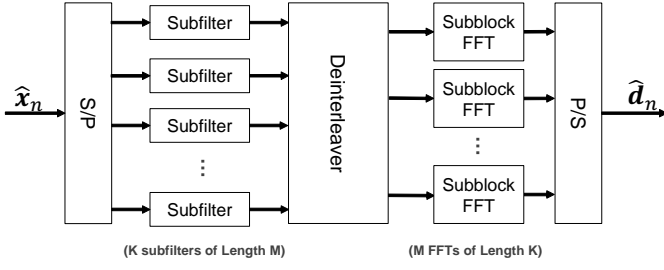 x̂ₙ
S/P
Subfilter
Subfilter
Subfilter
...
Subfilter
Deinterleaver
Subblock
FFT
Subblock
FFT
...
Subblock
FFT
P/S
d̂ₙ
(K subfilters of Length M)
(M FFTs of Length K)